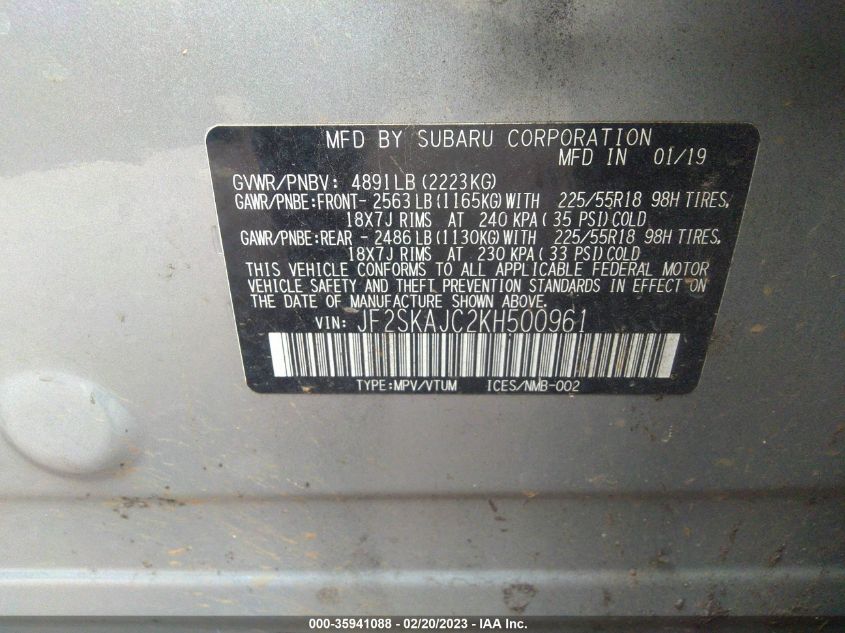 MFD BY SUBARU CORPORATION
MFD IN 01/19
GVWR/PNBV: 4891LB (2223KG)
GAWR/PNBE:FRONT- 2563 LB (1165KG) WITH 225/55R18 98H TIRES,
18X7J RIMS AT 240 KPA ( 35 PSI) COLD
GAWR/PNBE:REAR - 2486 LB (1130KG) WITH 225/55R18 98H TIRES,
18X7J RIMS AT 230 KPA ( 33 PSI) COLD
THIS VEHICLE CONFORMS TO ALL APPLICABLE FEDERAL MOTOR
VEHICLE SAFETY AND THEFT PREVENTION STANDARDS IN EFFECT ON
THE DATE OF MANUFACTURE SHOWN ABOVE.
VIN: JF2SKAJC2KH500961
TYPE:MPV/VTUM ICES/NMB-002
000-35941088 - 02/20/2023 - IAAI.COM